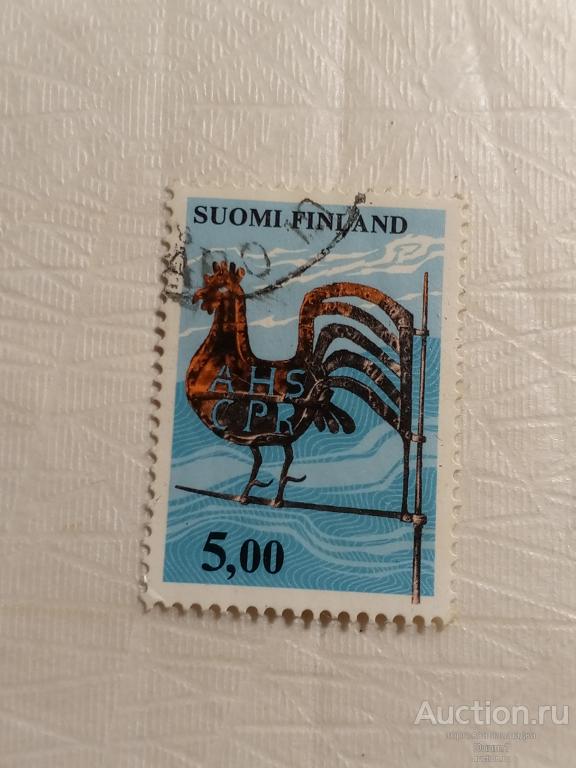 SUOMI FINLAND
AHS
CPR
5,00
Auction.ru